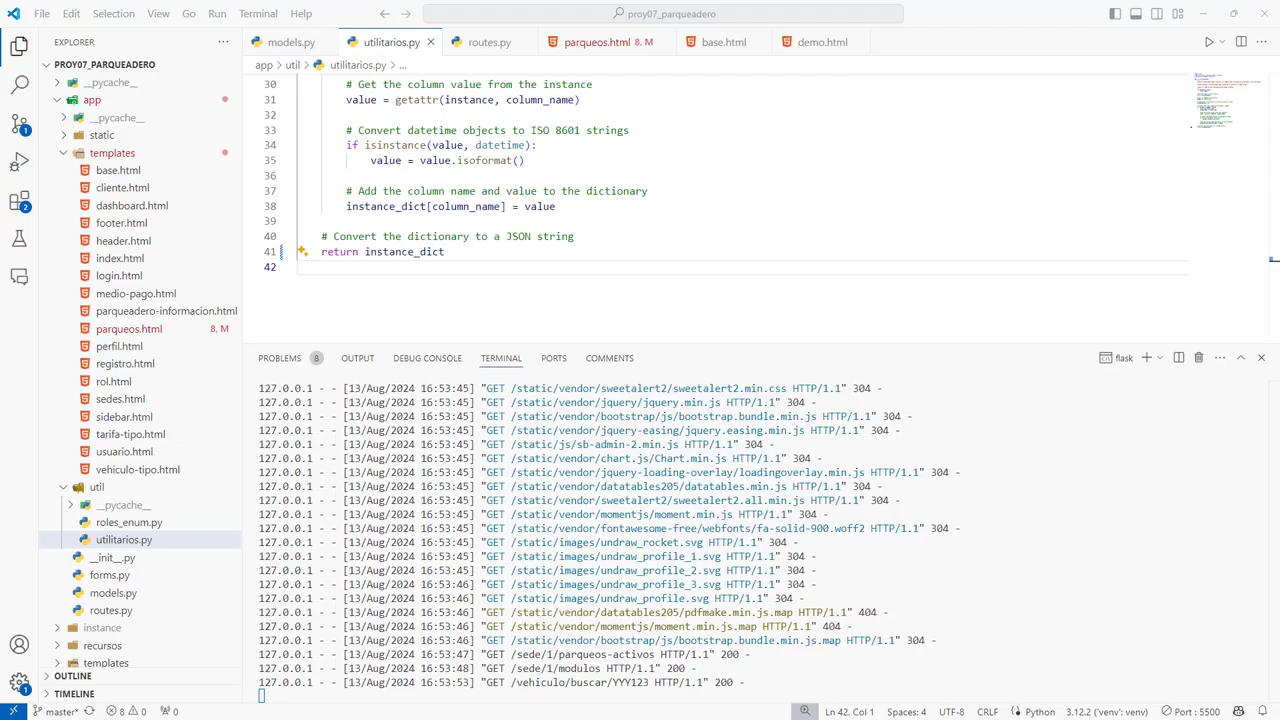 File Edit Selection View Go Run Terminal Help
proy07_parqueadero
EXPLORER
models.py
utilitarios.py
routes.py
parqueos.html 8, M
base.html
demo.html
PROY07_PARQUEADERO
app > util > utilitarios.py > ...
__pycache__
app
__pycache__
static
templates
base.html
cliente.html
dashboard.html
footer.html
header.html
index.html
login.html
medio-pago.html
parqueadero-informacion.html
parqueos.html 8, M
perfil.html
registro.html
rol.html
sedes.html
sidebar.html
tarifa-tipo.html
usuario.html
vehiculo-tipo.html
util
__pycache__
roles_enum.py
utilitarios.py
__init__.py
forms.py
models.py
routes.py
instance
recursos
templates
OUTLINE
TIMELINE
30 # Get the column value from the instance
31 value = getattr(instance, column_name)
32
33 # Convert datetime objects to ISO 8601 strings
34 if isinstance(value, datetime):
35 value = value.isoformat()
36
37 # Add the column name and value to the dictionary
38 instance_dict[column_name] = value
39
40 # Convert the dictionary to a JSON string
41 return instance_dict
42
PROBLEMS 8 OUTPUT DEBUG CONSOLE TERMINAL PORTS COMMENTS
flask
127.0.0.1 - - [13/Aug/2024 16:53:45] "GET /static/vendor/sweetalert2/sweetalert2.min.css HTTP/1.1" 304 -
127.0.0.1 - - [13/Aug/2024 16:53:45] "GET /static/vendor/jquery/jquery.min.js HTTP/1.1" 304 -
127.0.0.1 - - [13/Aug/2024 16:53:45] "GET /static/vendor/bootstrap/js/bootstrap.bundle.min.js HTTP/1.1" 304 -
127.0.0.1 - - [13/Aug/2024 16:53:45] "GET /static/vendor/jquery-easing/jquery.easing.min.js HTTP/1.1" 304 -
127.0.0.1 - - [13/Aug/2024 16:53:45] "GET /static/js/sb-admin-2.min.js HTTP/1.1" 304 -
127.0.0.1 - - [13/Aug/2024 16:53:45] "GET /static/vendor/chart.js/Chart.min.js HTTP/1.1" 304 -
127.0.0.1 - - [13/Aug/2024 16:53:45] "GET /static/vendor/jquery-loading-overlay/loadingoverlay.min.js HTTP/1.1" 304 -
127.0.0.1 - - [13/Aug/2024 16:53:45] "GET /static/vendor/datatables205/datatables.min.js HTTP/1.1" 304 -
127.0.0.1 - - [13/Aug/2024 16:53:45] "GET /static/vendor/sweetalert2/sweetalert2.all.min.js HTTP/1.1" 304 -
127.0.0.1 - - [13/Aug/2024 16:53:45] "GET /static/vendor/momentjs/moment.min.js HTTP/1.1" 304 -
127.0.0.1 - - [13/Aug/2024 16:53:45] "GET /static/vendor/fontawesome-free/webfonts/fa-solid-900.woff2 HTTP/1.1" 304 -
127.0.0.1 - - [13/Aug/2024 16:53:45] "GET /static/images/undraw_rocket.svg HTTP/1.1" 304 -
127.0.0.1 - - [13/Aug/2024 16:53:45] "GET /static/images/undraw_profile_1.svg HTTP/1.1" 304 -
127.0.0.1 - - [13/Aug/2024 16:53:45] "GET /static/images/undraw_profile_2.svg HTTP/1.1" 304 -
127.0.0.1 - - [13/Aug/2024 16:53:46] "GET /static/images/undraw_profile_3.svg HTTP/1.1" 304 -
127.0.0.1 - - [13/Aug/2024 16:53:46] "GET /static/images/undraw_profile.svg HTTP/1.1" 304 -
127.0.0.1 - - [13/Aug/2024 16:53:46] "GET /static/vendor/datatables205/pdfmake.min.js.map HTTP/1.1" 404 -
127.0.0.1 - - [13/Aug/2024 16:53:46] "GET /static/vendor/momentjs/moment.min.js.map HTTP/1.1" 404 -
127.0.0.1 - - [13/Aug/2024 16:53:46] "GET /static/vendor/bootstrap/js/bootstrap.bundle.min.js.map HTTP/1.1" 304 -
127.0.0.1 - - [13/Aug/2024 16:53:47] "GET /sede/1/parqueos-activos HTTP/1.1" 200 -
127.0.0.1 - - [13/Aug/2024 16:53:48] "GET /sede/1/modulos HTTP/1.1" 200 -
127.0.0.1 - - [13/Aug/2024 16:53:53] "GET /vehiculo/buscar/YYY123 HTTP/1.1" 200 -
1
2
1
master* 8 0 0
Ln 42, Col 1 Spaces: 4 UTF-8 CRLF Python 3.12.2 ('venv': venv) Port : 5500